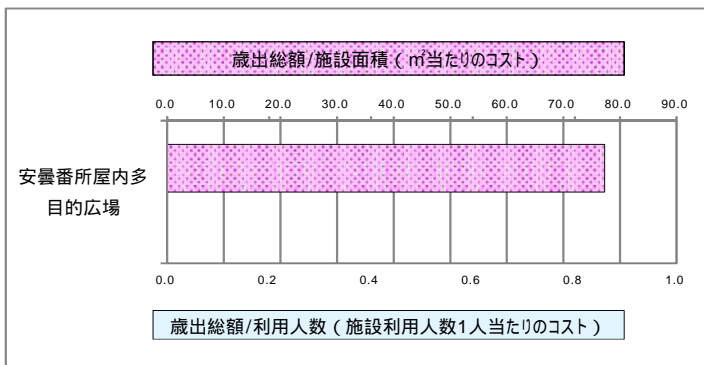 歳出総額/施設面積(㎡当たりのコスト)
0.0 10.0 20.0 30.0 40.0 50.0 60.0 70.0 80.0 90.0
安曇番所屋内多
目的広場
0.0 0.2 0.4 0.6 0.8 1.0
歳出総額/利用人数(施設利用人数1人当たりのコスト)